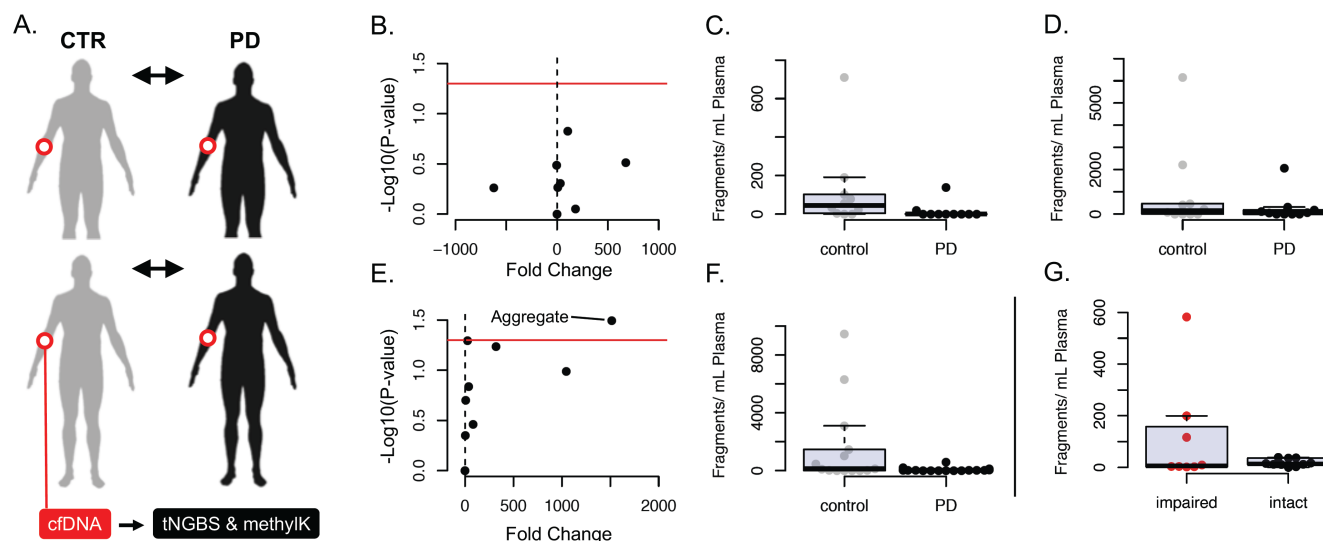 A.
CTR
PD
cfDNA
tNGBS & methylK
B.
-Log10(P-value)
1.5
1.0
0.5
0.0
−1000
0
500
1000
Fold Change
C.
Fragments/ mL Plasma
600
200
0
control
PD
D.
Fragments/ mL Plasma
5000
2000
0
control
PD
E.
-Log10(P-value)
1.5
1.0
0.5
0.0
Aggregate
0
500
1000
2000
Fold Change
F.
Fragments/ mL Plasma
8000
4000
0
control
PD
G.
Fragments/ mL Plasma
600
400
200
0
impaired
intact